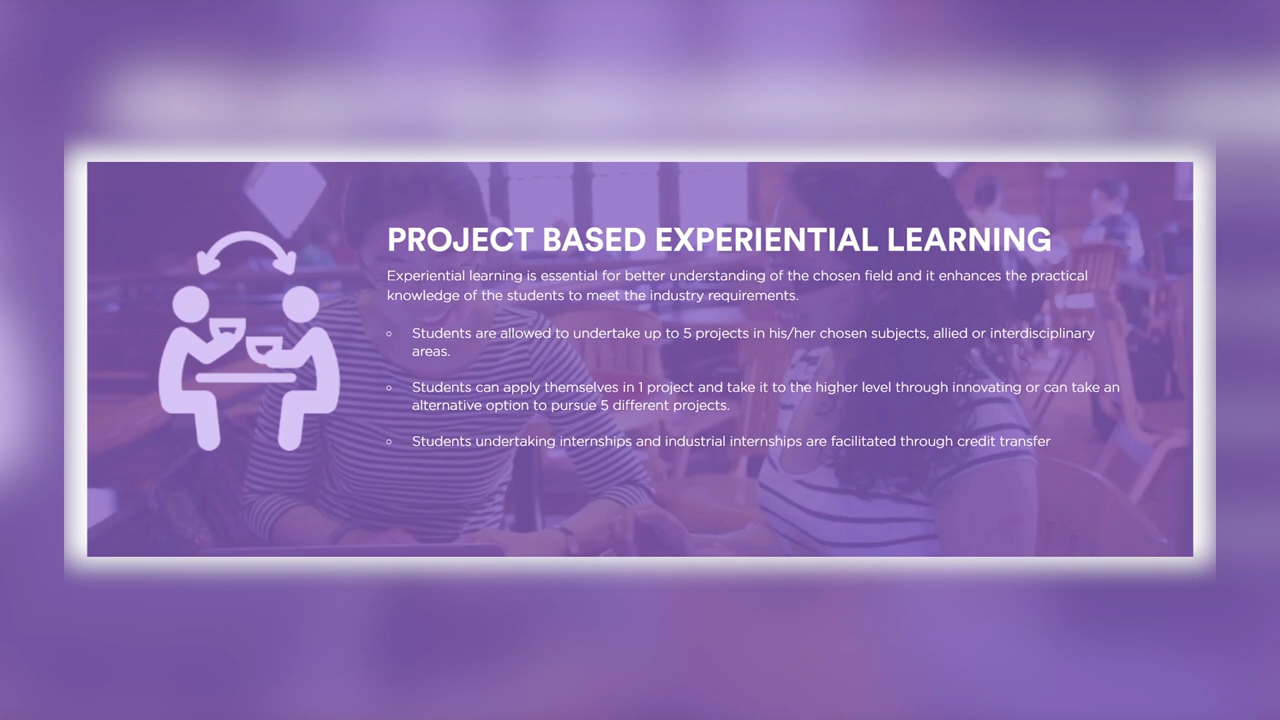 PROJECT BASED EXPERIENTIAL LEARNING
Experiential learning is essential for better understanding of the chosen field and it enhances the practical
knowledge of the students to meet the industry requirements.
Students are allowed to undertake up to 5 projects in his/her chosen subjects, allied or interdisciplinary
areas.
Students can apply themselves in 1 project and take it to the higher level through innovating or can take an
alternative option to pursue 5 different projects.
Students undertaking internships and industrial internships are facilitated through credit transfer